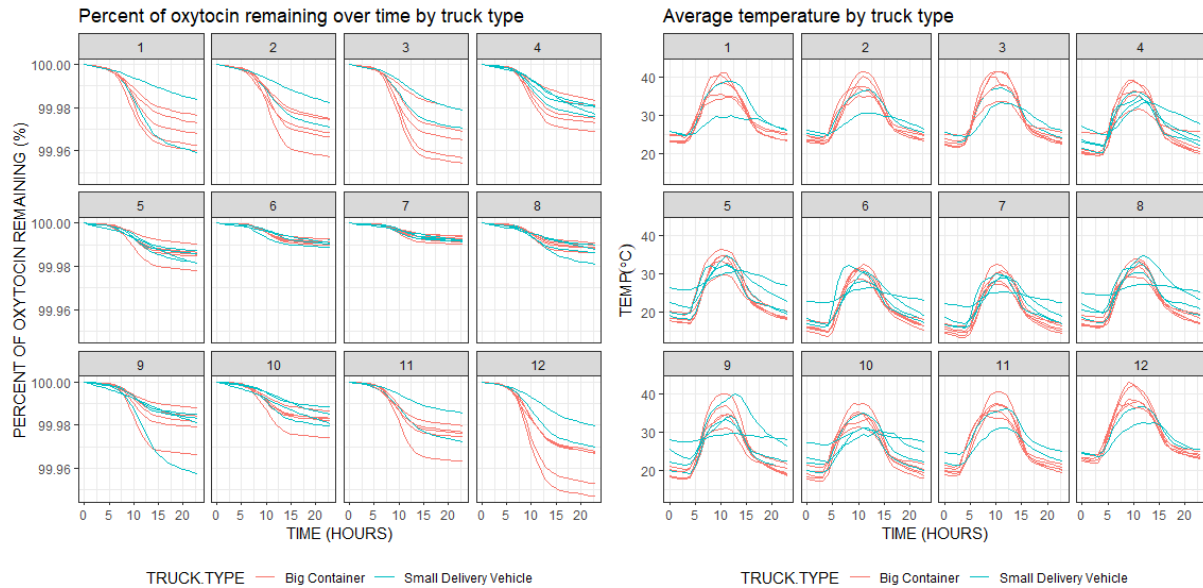 Percent of oxytocin remaining over time by truck type
1 2 3 4
100.00
99.98
99.96
5 6 7 8
100.00
99.98
99.96
9 10 11 12
100.00
99.98
99.96
0 5 10 15 20 0 5 10 15 20 0 5 10 15 20 0 5 10 15 20
TIME (HOURS)
PERCENT OF OXYTOCIN REMAINING (%)
TRUCK.TYPE Big Container Small Delivery Vehicle
Average temperature by truck type
1 2 3 4
40
30
20
5 6 7 8
40
30
20
9 10 11 12
40
30
20
0 5 10 15 20 0 5 10 15 20 0 5 10 15 20 0 5 10 15 20
TIME (HOURS)
TEMP(°C)
TRUCK.TYPE Big Container Small Delivery Vehicle